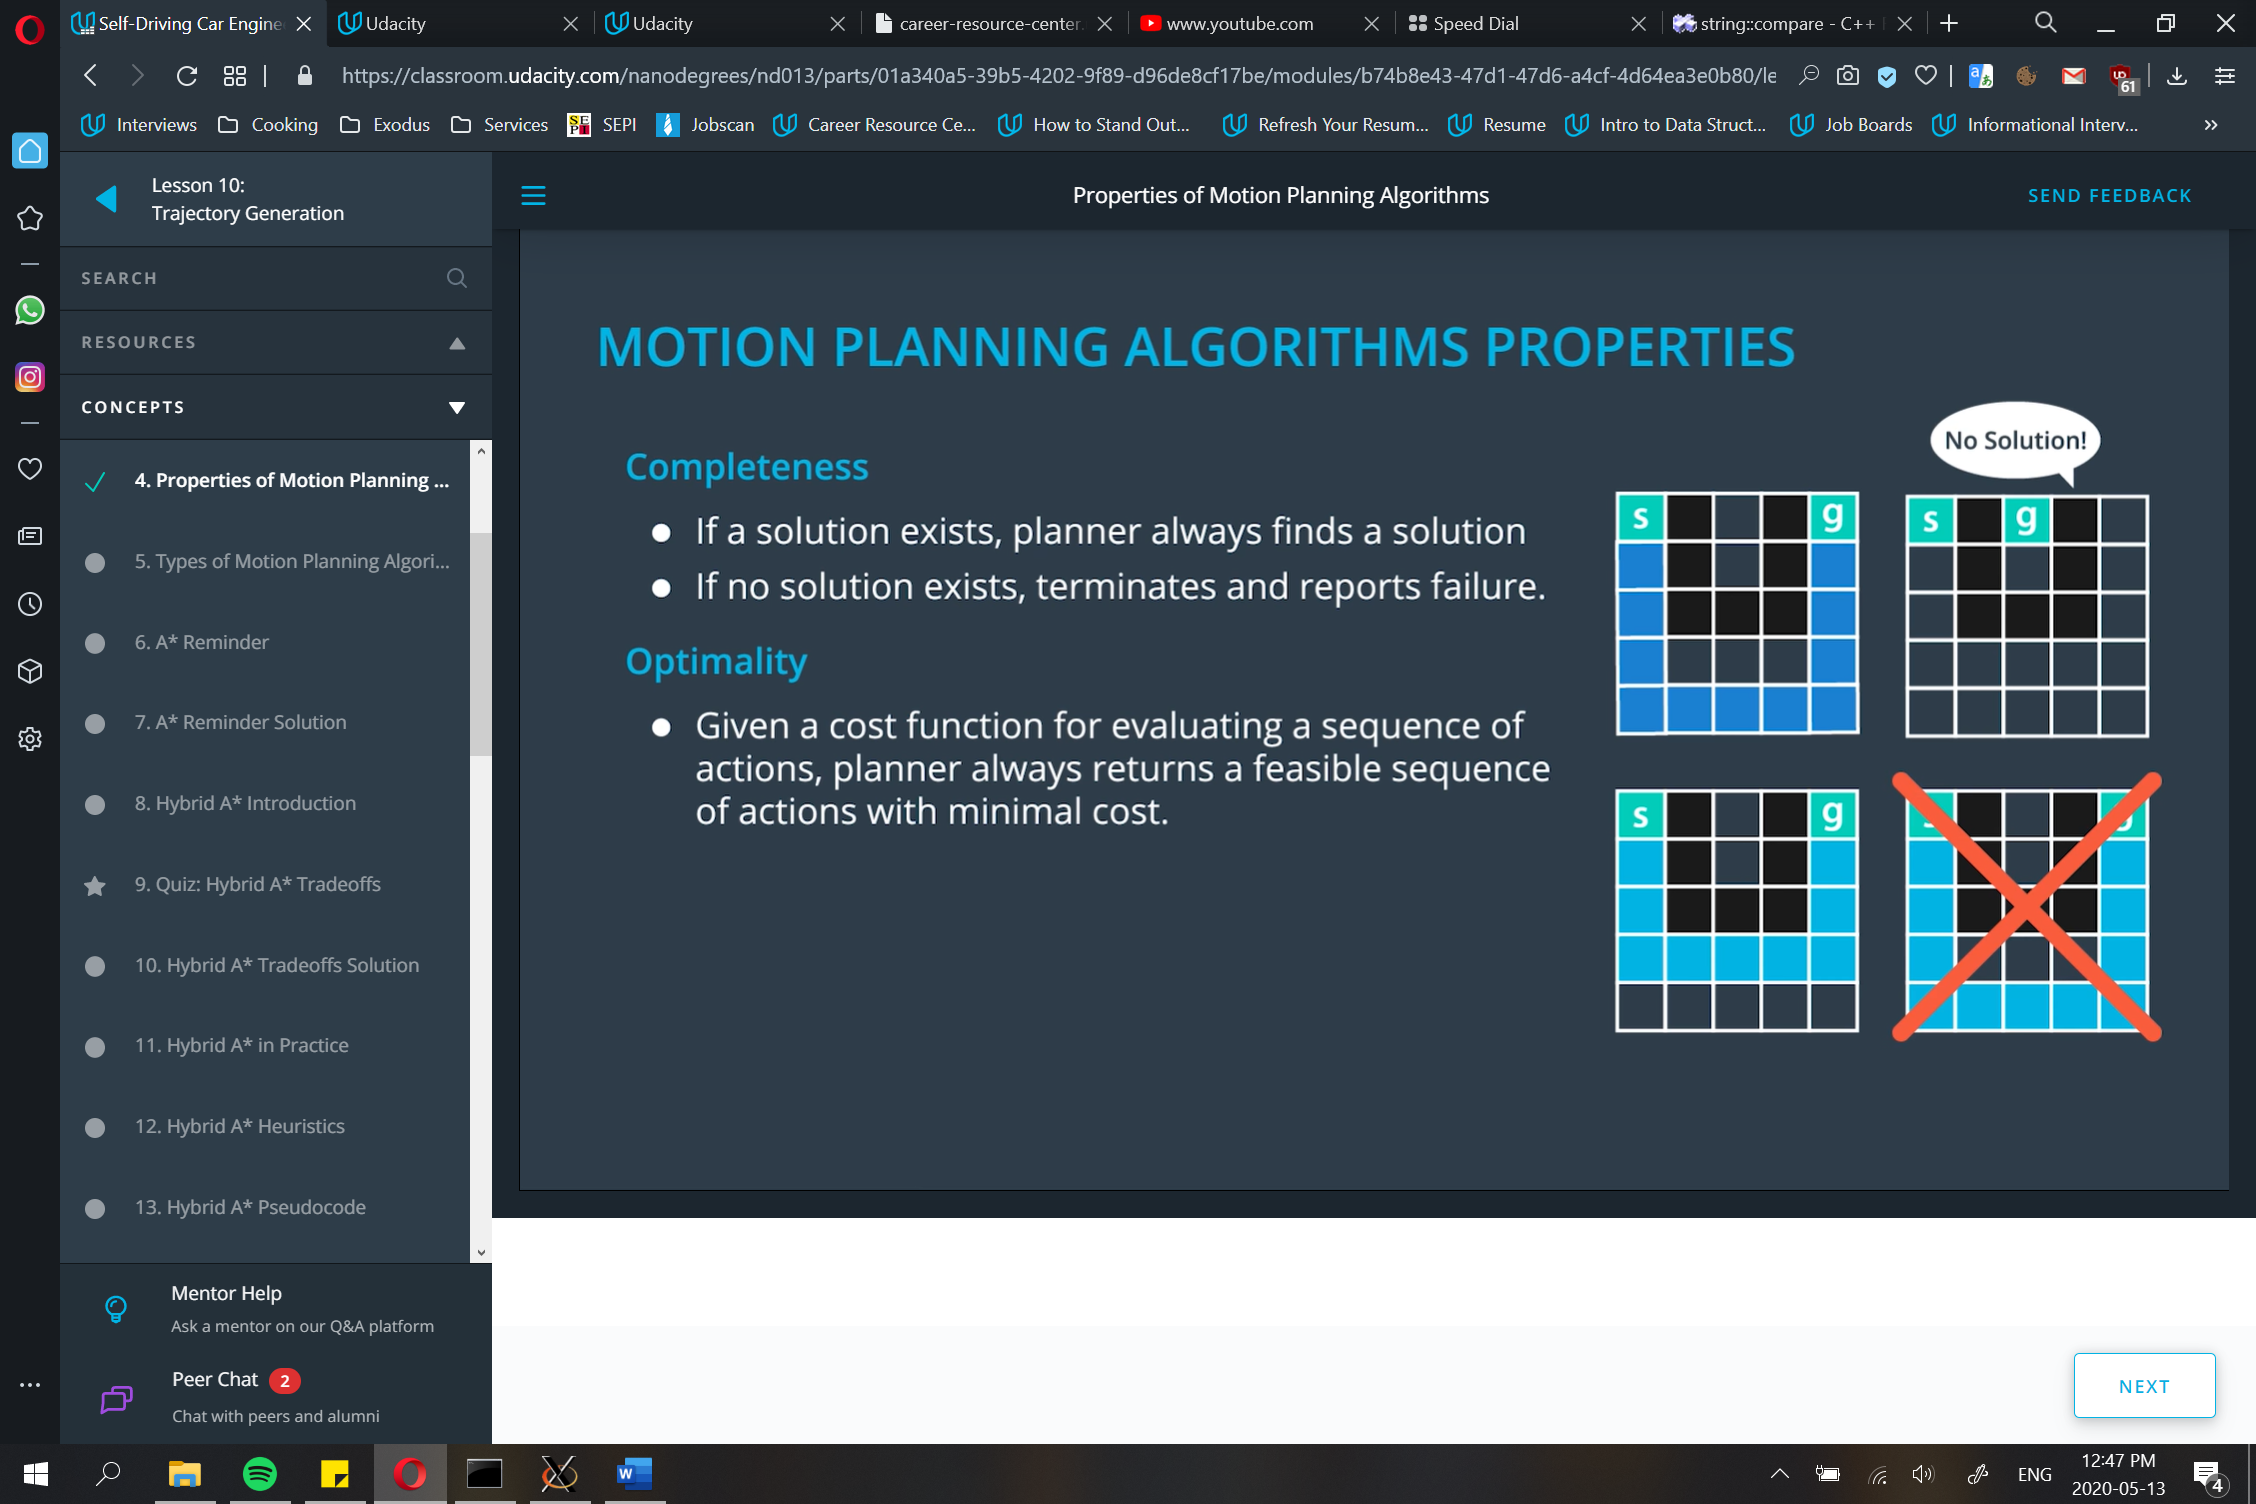 Self-Driving Car Engine
Udacity
Udacity
career-resource-center.
www.youtube.com
Speed Dial
string::compare - C++
https://classroom.udacity.com/nanodegrees/nd013/parts/01a340a5-39b5-4202-9f89-d96de8cf17be/modules/b74b8e43-47d1-47d6-a4cf-4d64ea3e0b80/le
61
Interviews
Cooking
Exodus
Services
SEPI
Jobscan
Career Resource Ce...
How to Stand Out...
Refresh Your Resum...
Resume
Intro to Data Struct...
Job Boards
Informational Interv...
Lesson 10:
Trajectory Generation
Properties of Motion Planning Algorithms
SEND FEEDBACK
SEARCH
RESOURCES
CONCEPTS
4. Properties of Motion Planning ...
5. Types of Motion Planning Algori...
6. A* Reminder
7. A* Reminder Solution
8. Hybrid A* Introduction
9. Quiz: Hybrid A* Tradeoffs
10. Hybrid A* Tradeoffs Solution
11. Hybrid A* in Practice
12. Hybrid A* Heuristics
13. Hybrid A* Pseudocode
Mentor Help
Ask a mentor on our Q&A platform
Peer Chat 2
Chat with peers and alumni
MOTION PLANNING ALGORITHMS PROPERTIES
Completeness
If a solution exists, planner always finds a solution
If no solution exists, terminates and reports failure.
Optimality
Given a cost function for evaluating a sequence of
actions, planner always returns a feasible sequence
of actions with minimal cost.
No Solution!
s g
s g
s g
NEXT
ENG
12:47 PM
2020-05-13
4